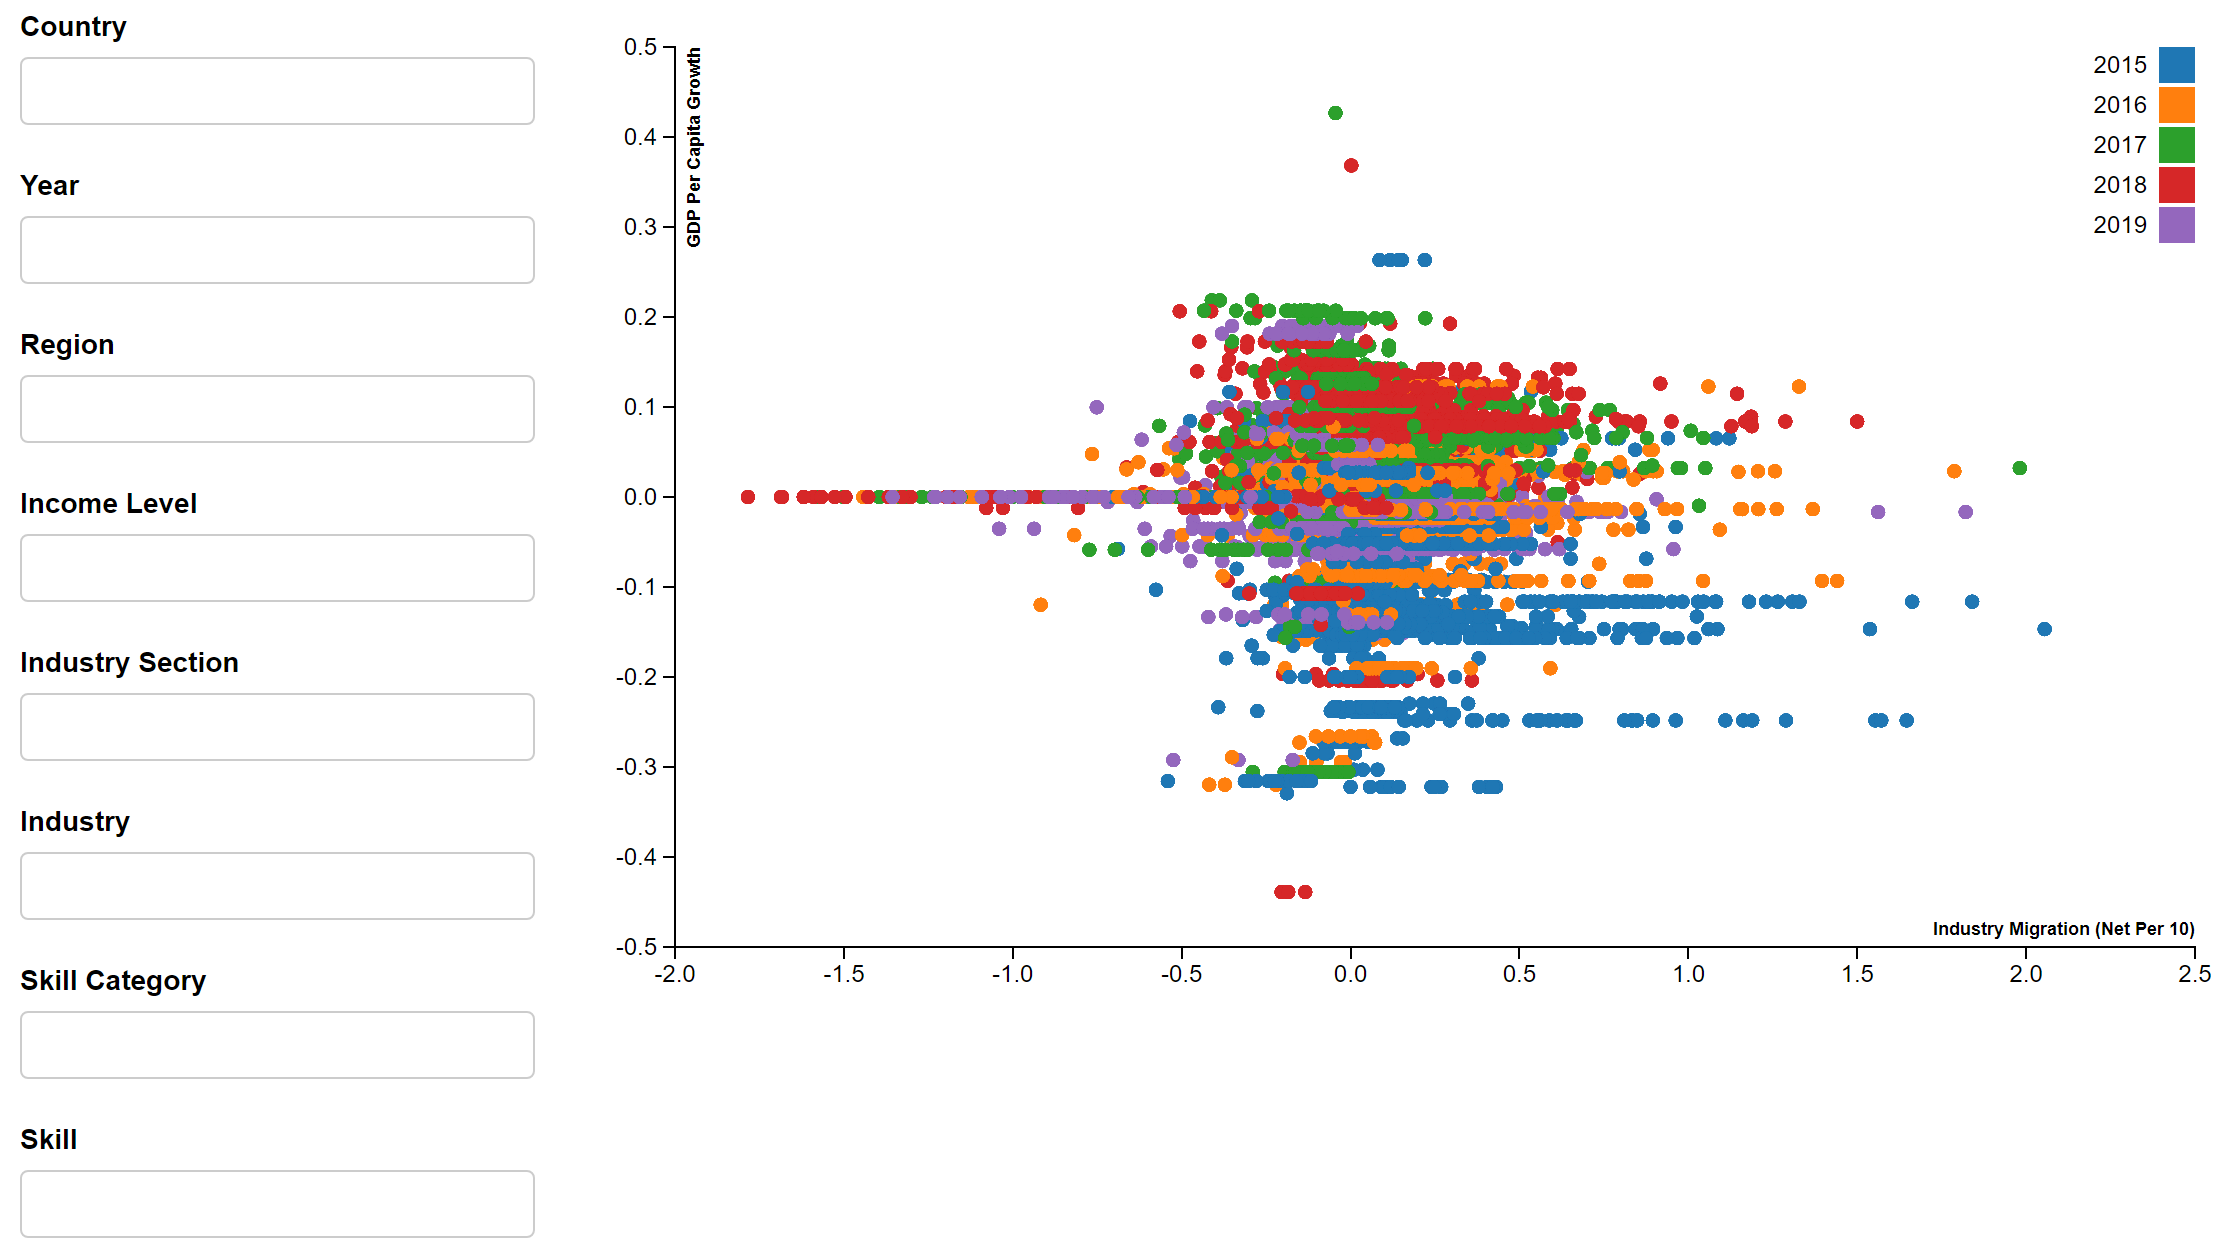 Country
Year
Region
Income Level
Industry Section
Industry
Skill Category
Skill
0.5
0.4
0.3
0.2
0.1
0.0
-0.1
-0.2
-0.3
-0.4
-0.5
GDP Per Capita Growth
2015
2016
2017
2018
2019
Industry Migration (Net Per 10)
-2.0 -1.5 -1.0 -0.5 0.0 0.5 1.0 1.5 2.0 2.5